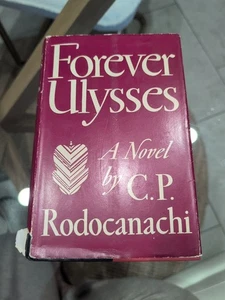 Forever
Ulysses
A Novel
by C.P.
Rodocanachi